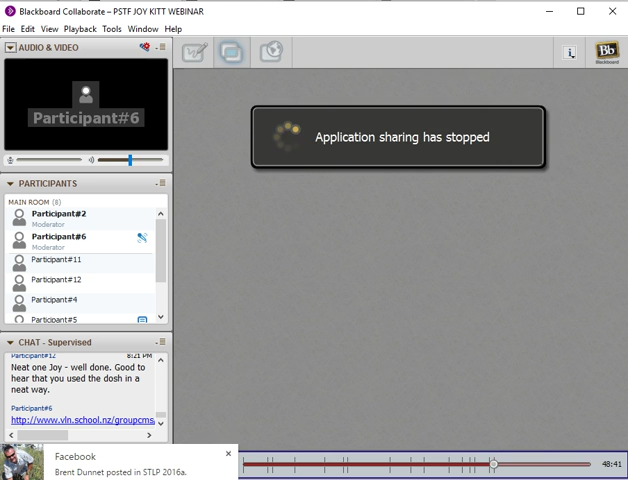 Blackboard Collaborate – PSTF JOY KITT WEBINAR
File Edit View Playback Tools Window Help
AUDIO & VIDEO
Participant#6
PARTICIPANTS
MAIN ROOM (8)
Participant#2
Moderator
Participant#6
Moderator
Participant#11
Participant#12
Participant#4
Participant#5
CHAT - Supervised
Participant#12 8:21 PM
Neat one Joy - well done. Good to
hear that you used the dosh in a
neat way.
Participant#6
http://www.vln.school.nz/groupcms/
Application sharing has stopped
i
Bb
Blackboard
Facebook
Brent Dunnet posted in STLP 2016a.
48:41